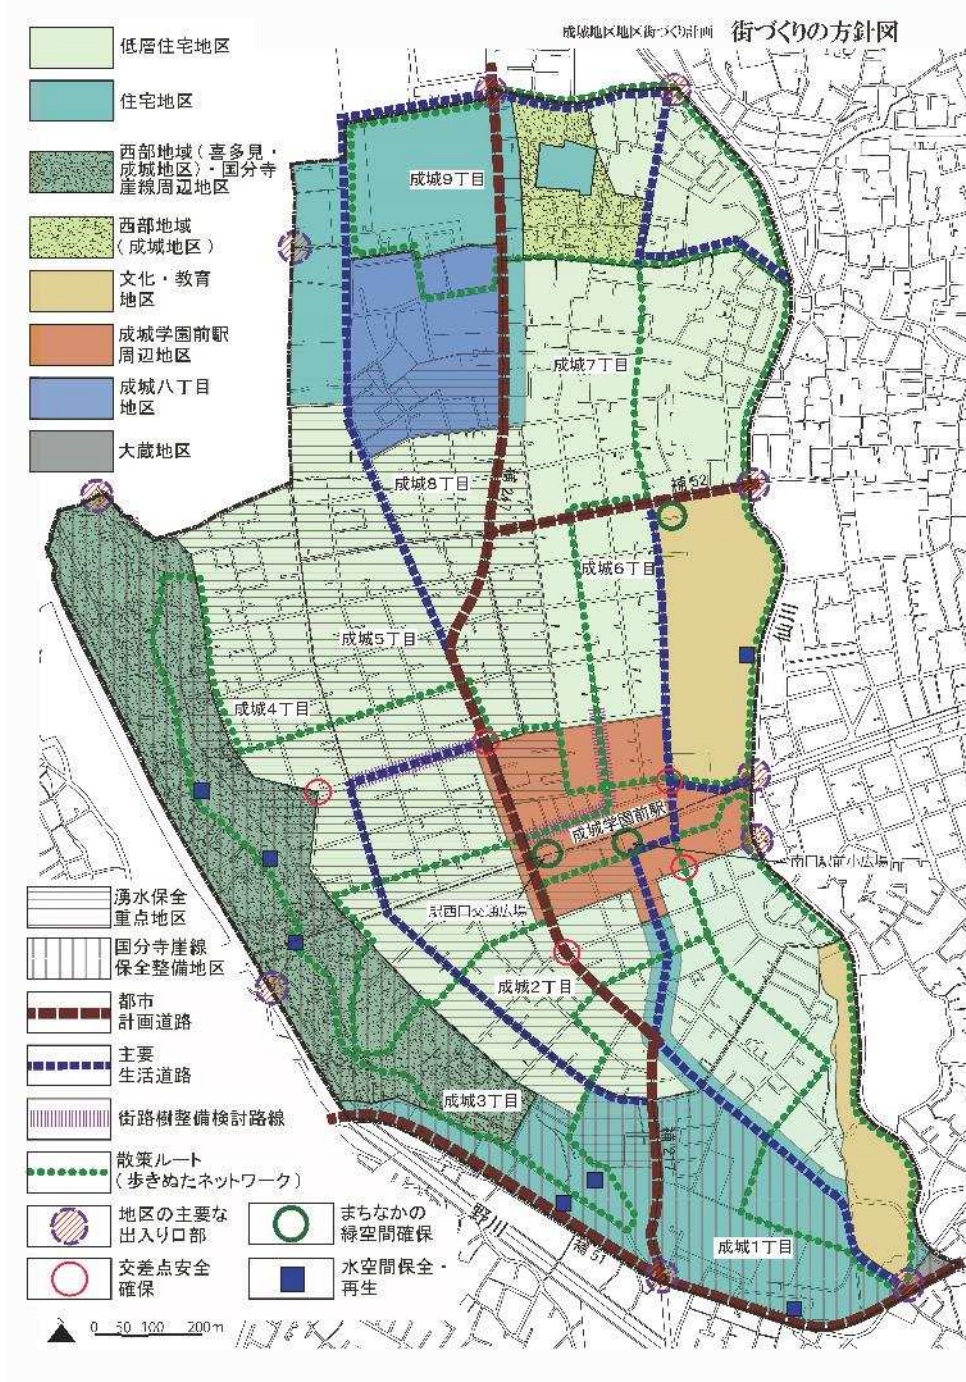 成城地区地区街づくり計画 街づくりの方針図
低層住宅地区
住宅地区
西部地域(喜多見・
成城地区)・国分寺
崖線周辺地区
西部地域
(成城地区)
文化・教育
地区
成城学園前駅
周辺地区
成城八丁目
地区
大蔵地区
成城9丁目
成城7丁目
成城8丁目
補52
成城6丁目
成城5丁目
成城4丁目
成城学園前駅
南口駅前小広場
駅西口交通広場
成城2丁目
成城3丁目
補217
成城1丁目
野川
補51
湧水保全
重点地区
国分寺崖線
保全整備地区
都市
計画道路
主要
生活道路
街路樹整備検討路線
散策ルート
(歩きぬたネットワーク)
地区の主要な
出入り口部
まちなかの
緑空間確保
交差点安全
確保
水空間保全・
再生
0 50 100 200m